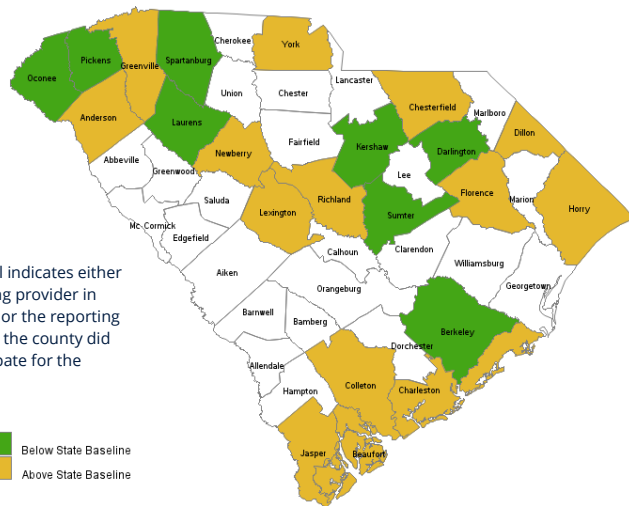 Cherokee
York
Spartanburg
Pickens
Greenville
Oconee
Lancaster
Union
Chester
Chesterfield
Marlboro
Anderson
Laurens
Dillon
Fairfield
Kershaw
Darlington
Newberry
Abbeville
Greenwood
Lee
Florence
Marion
Saluda
Richland
Horry
Lexington
Sumter
Mc Cormick
Edgefield
Calhoun
Clarendon
Williamsburg
Aiken
Georgetown
Orangeburg
Barnwell
Bamberg
Berkeley
Dorchester
Allendale
Colleton
Charleston
Hampton
Jasper
Beaufort
l indicates either
g provider in
or the reporting
the county did
pate for the
Below State Baseline
Above State Baseline